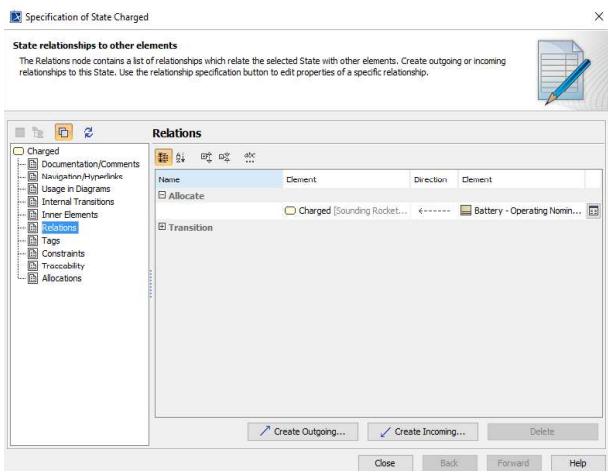 Specification of State Charged
State relationships to other elements
The Relations node contains a list of relationships which relate the selected State with other elements. Create outgoing or incoming
relationships to this State. Use the relationship specification button to edit properties of a specific relationship.
Charged
Documentation/Comments
Navigation/Hyperlinks
Usage in Diagrams
Internal Transitions
Inner Elements
Relations
Tags
Constraints
Traceability
Allocations
Relations
abc
Name Element Direction Element
Allocate
Charged [Sounding Rocket... <------ Battery - Operating Nomin...
Transition
Create Outgoing... Create Incoming... Delete
Close Back Forward Help